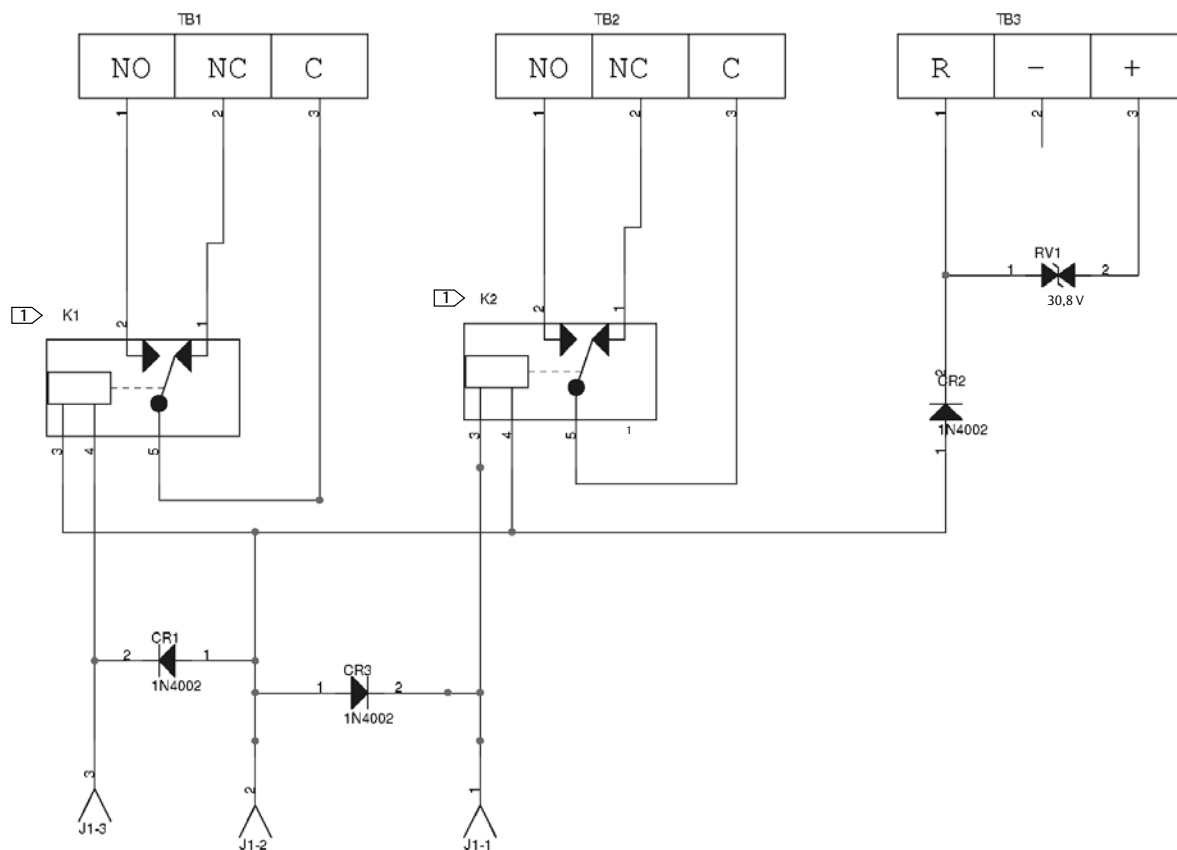 TB1 TB2 TB3
NO NC C NO NC C R - +
1 2 3 1 2 3 1 2 3
RV1
1 2
30,8 V
1 K1 1 K2
2 1 2 1
2
CR2
1N4002
1
3 4 5 3 4 5 1
CR1
2 1
1N4002
CR3
1 2
1N4002
3 2 1
J1-3 J1-2 J1-1